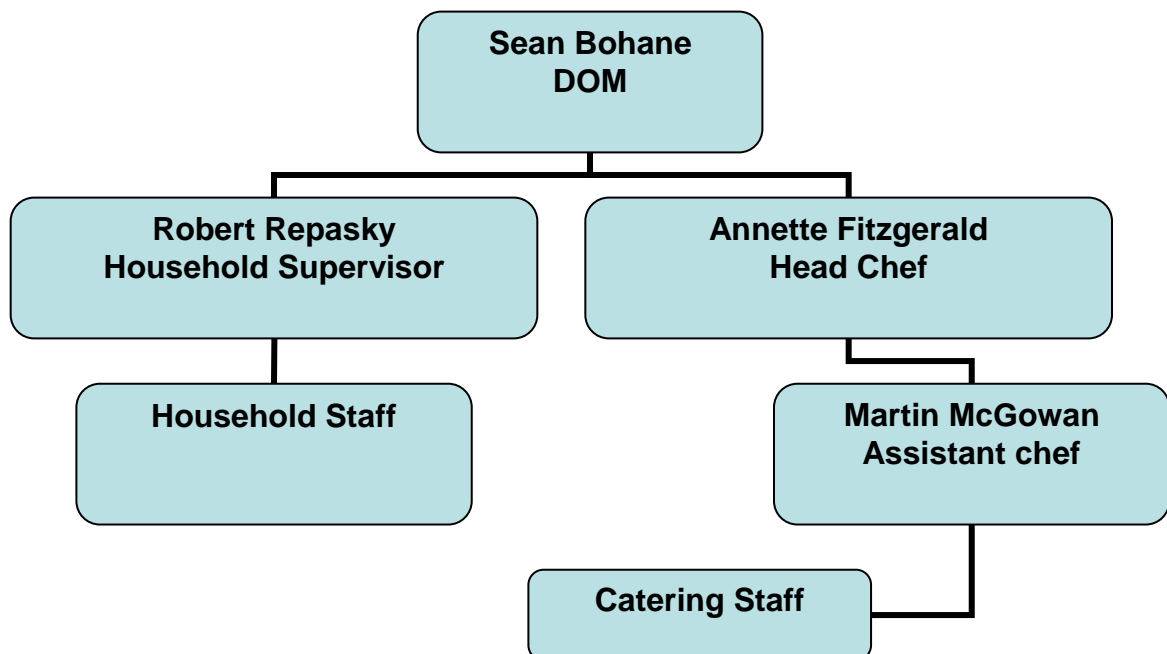 Sean Bohane
DOM
Robert Repasky
Household Supervisor
Annette Fitzgerald
Head Chef
Household Staff
Martin McGowan
Assistant chef
Catering Staff